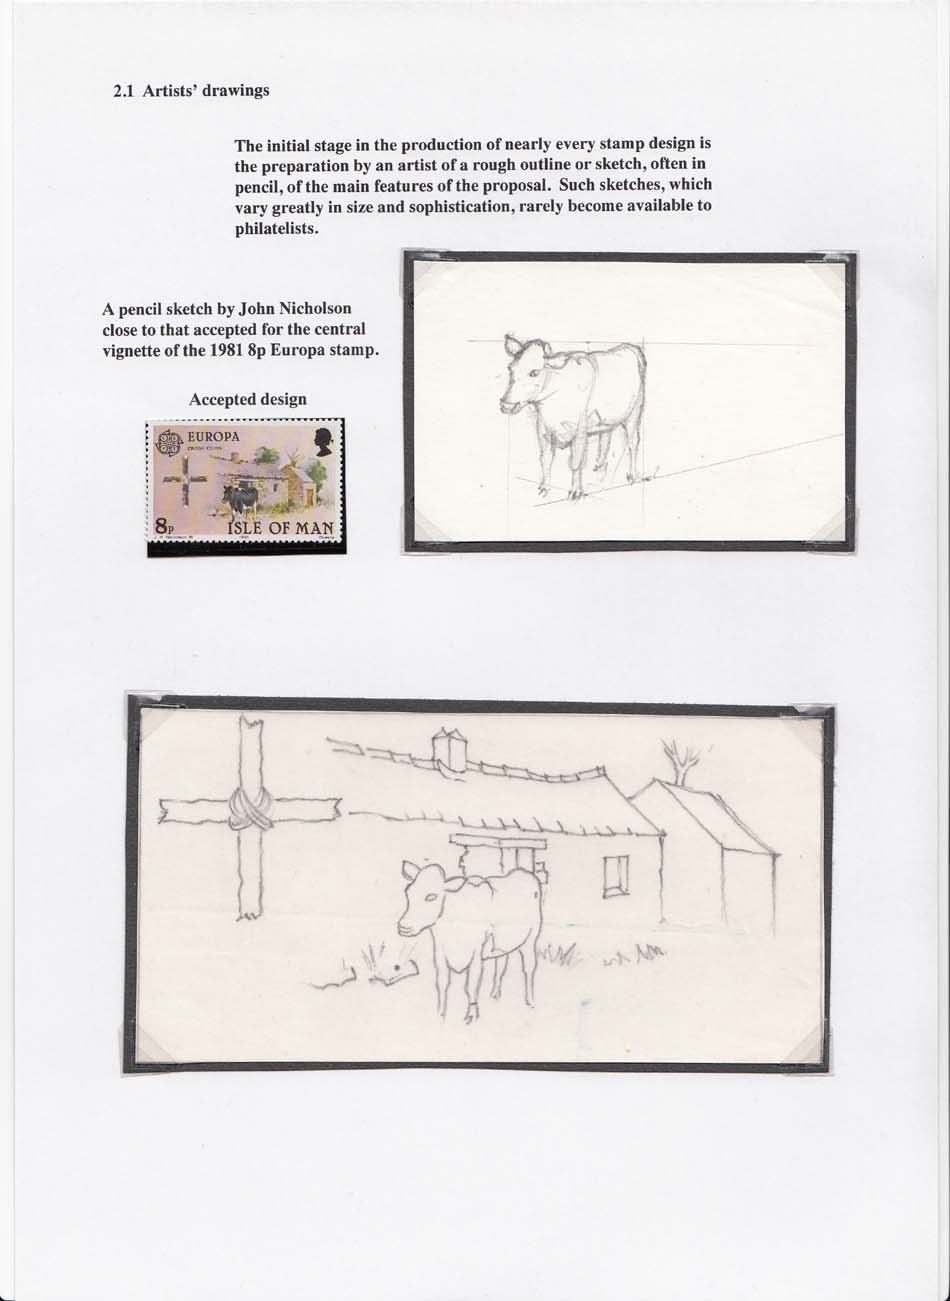 2.1 Artists' drawings
The initial stage in the production of nearly every stamp design is
the preparation by an artist of a rough outline or sketch, often in
pencil, of the main features of the proposal. Such sketches, which
vary greatly in size and sophistication, rarely become available to
philatelists.
A pencil sketch by John Nicholson
close to that accepted for the central
vignette of the 1981 8p Europa stamp.
Accepted design
EUROPA
8p
ISLE OF MAN
1981